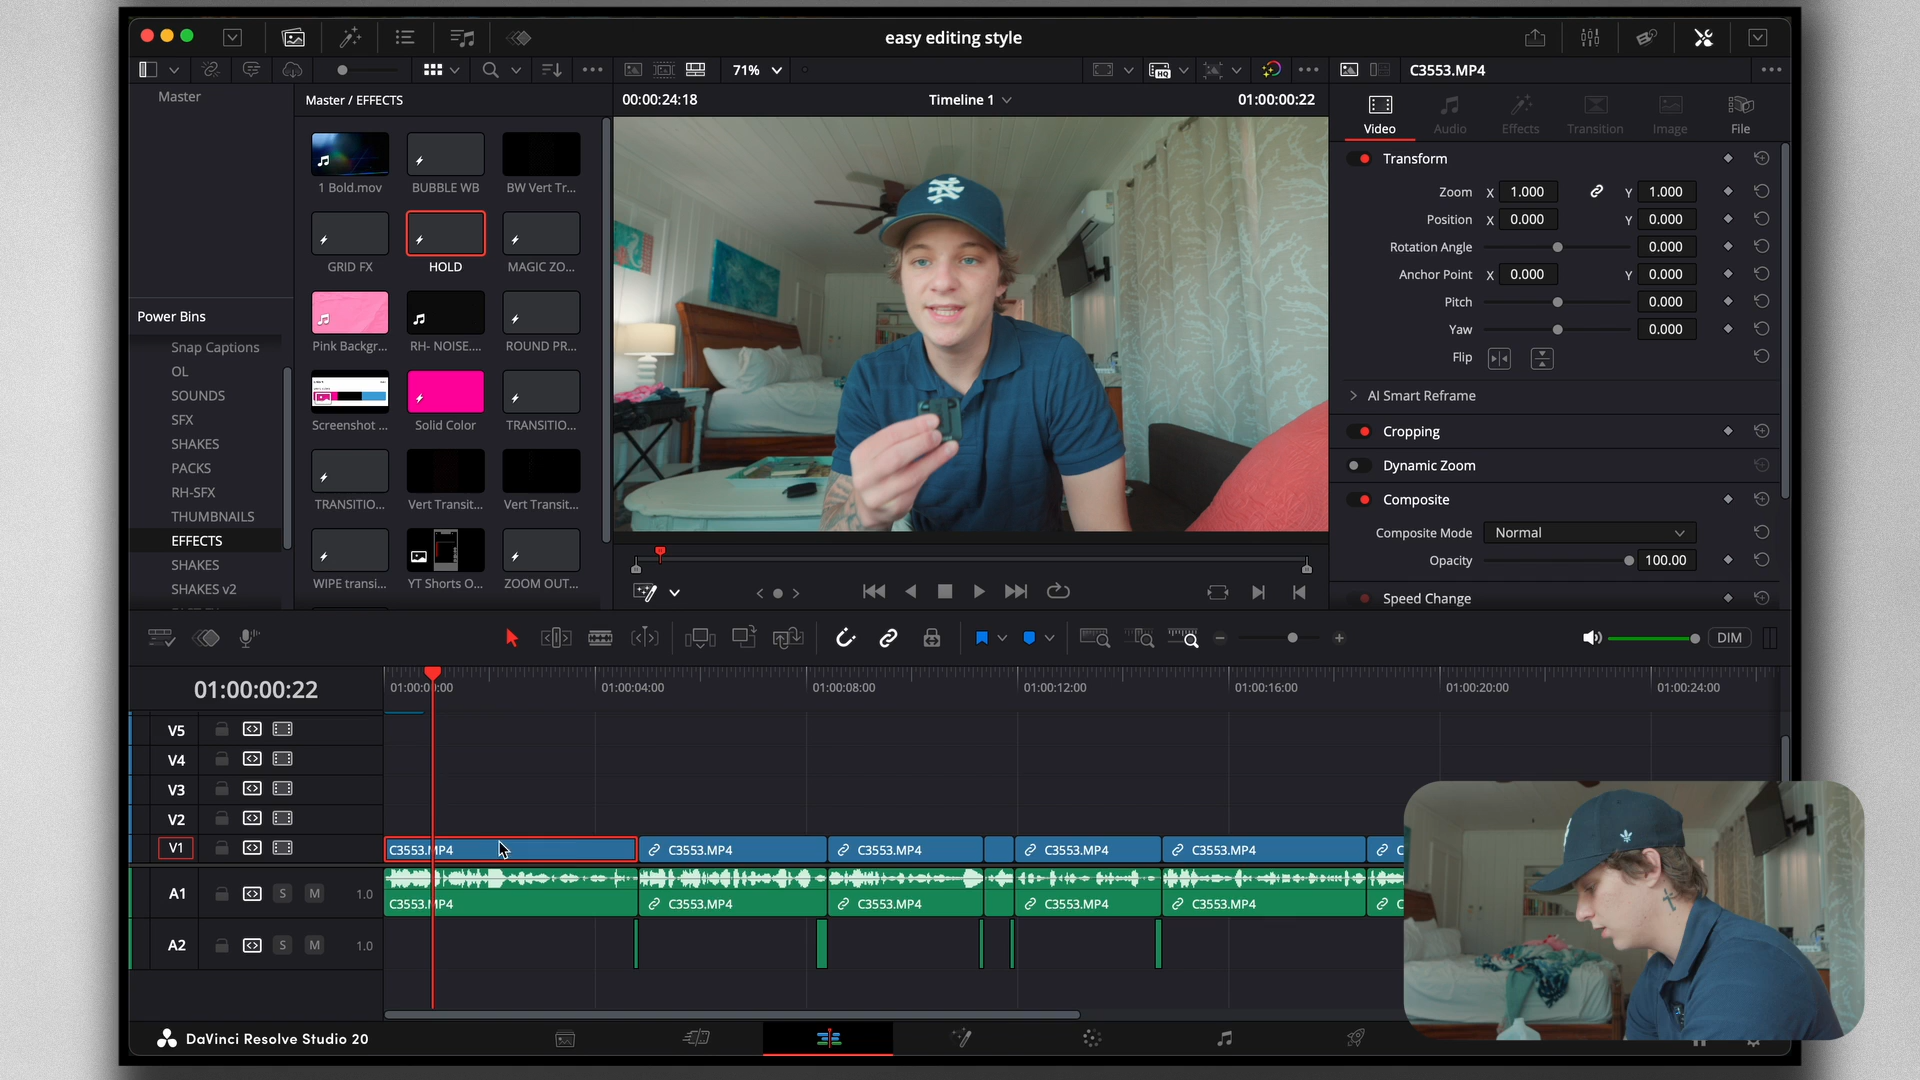 easy editing style
71%
C3553.MP4
Master
Master / EFFECTS
00:00:24:18
Timeline 1
01:00:00:22
Video
Audio
Effects
Transition
Image
File
1 Bold.mov
BUBBLE WB
BW Vert Tr...
GRID FX
HOLD
MAGIC ZO...
Pink Backgr...
RH- NOISE....
ROUND PR...
Screenshot ...
Solid Color
TRANSITIO...
TRANSITIO...
Vert Transit...
Vert Transit...
WIPE transi...
YT Shorts O...
ZOOM OUT...
Power Bins
Snap Captions
OL
SOUNDS
SFX
SHAKES
PACKS
RH-SFX
THUMBNAILS
EFFECTS
SHAKES
SHAKES v2
Transform
Zoom X 1.000 Y 1.000
Position X 0.000 Y 0.000
Rotation Angle 0.000
Anchor Point X 0.000 Y 0.000
Pitch 0.000
Yaw 0.000
Flip
AI Smart Reframe
Cropping
Dynamic Zoom
Composite
Composite Mode Normal
Opacity 100.00
Speed Change
DIM
01:00:00:22
01:00:00:00
01:00:04:00
01:00:08:00
01:00:12:00
01:00:16:00
01:00:20:00
01:00:24:00
V5
V4
V3
V2
V1
C3553.MP4
C3553.MP4
C3553.MP4
C3553.MP4
C3553.MP4
C
A1 S M 1.0
C3553.MP4
C3553.MP4
C3553.MP4
C3553.MP4
C3553.MP4
C
A2 S M 1.0
DaVinci Resolve Studio 20